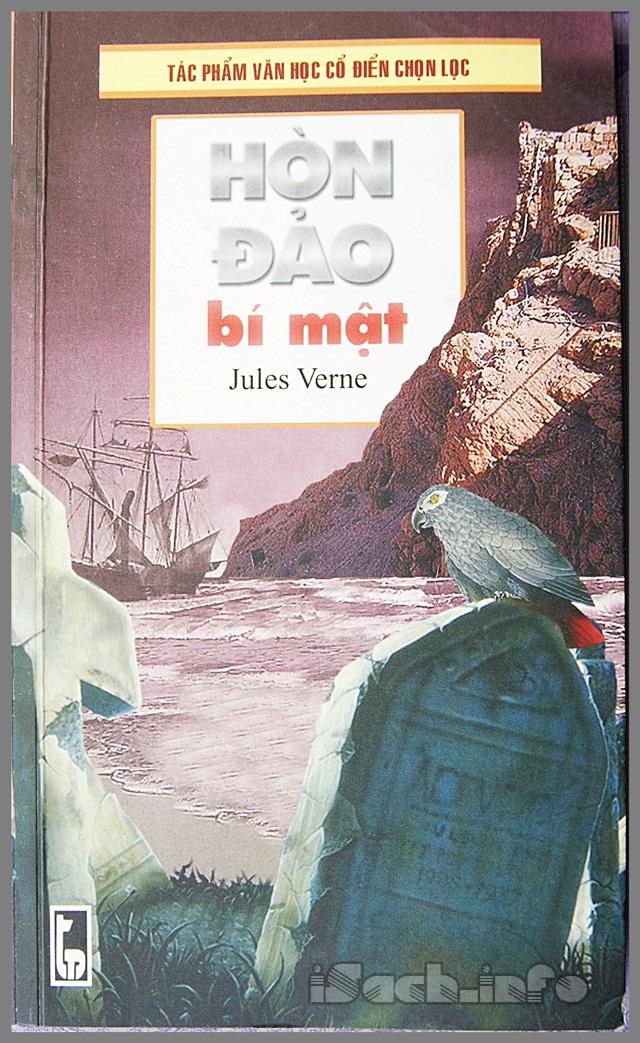 TÁC PHẨM VĂN HỌC CỔ ĐIỂN CHỌN LỌC
HÒN
ĐẢO
bí mật
Jules Verne
iSach.info